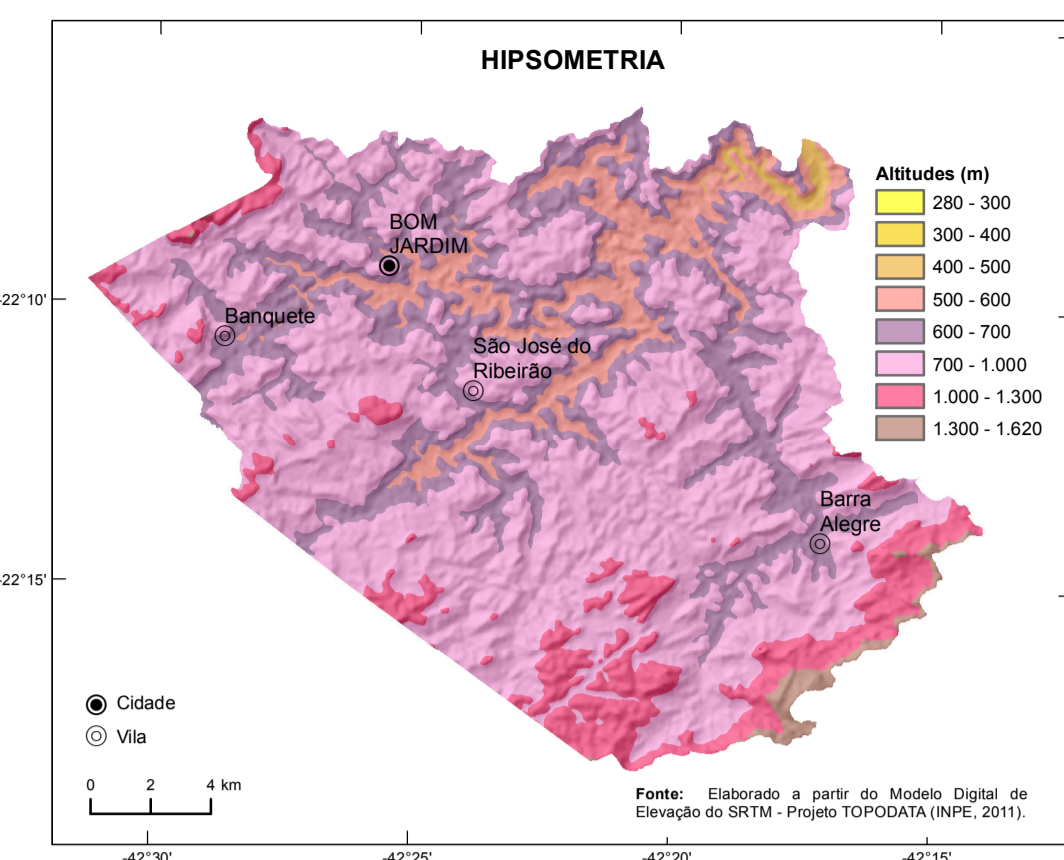 HIPSOMETRIA
Altitudes (m)
280 - 300
300 - 400
400 - 500
500 - 600
600 - 700
700 - 1.000
1.000 - 1.300
1.300 - 1.620
BOM
JARDIM
Banquete
São José do
Ribeirão
Barra
Alegre
-22°10'
-22°15'
Cidade
Vila
0 2 4 km
Fonte: Elaborado a partir do Modelo Digital de
Elevação do SRTM - Projeto TOPODATA (INPE, 2011).
-42°30' -42°25' -42°20' -42°15'